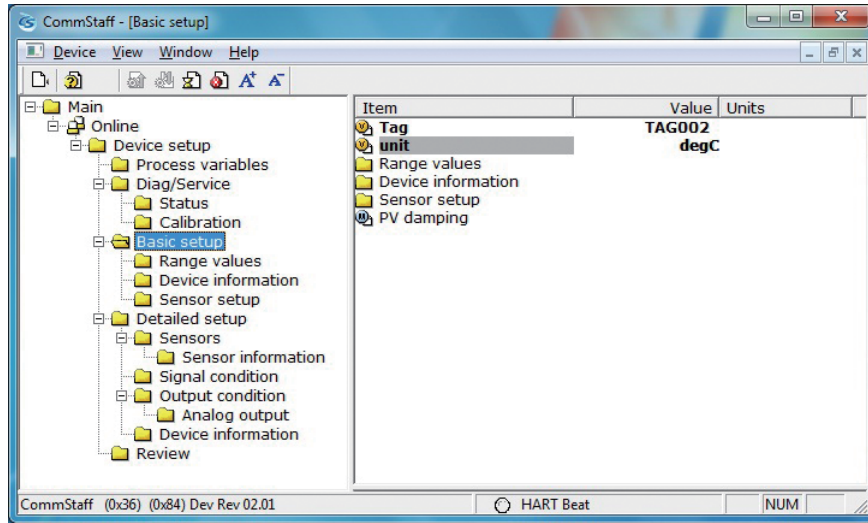 CommStaff - [Basic setup]
Device View Window Help
Main
Online
Device setup
Process variables
Diag/Service
Status
Calibration
Basic setup
Range values
Device information
Sensor setup
Detailed setup
Sensors
Sensor information
Signal condition
Output condition
Analog output
Device information
Review
Item Value Units
Tag TAG002
unit degC
Range values
Device information
Sensor setup
PV damping
CommStaff (0x36) (0x84) Dev Rev 02.01 HART Beat NUM